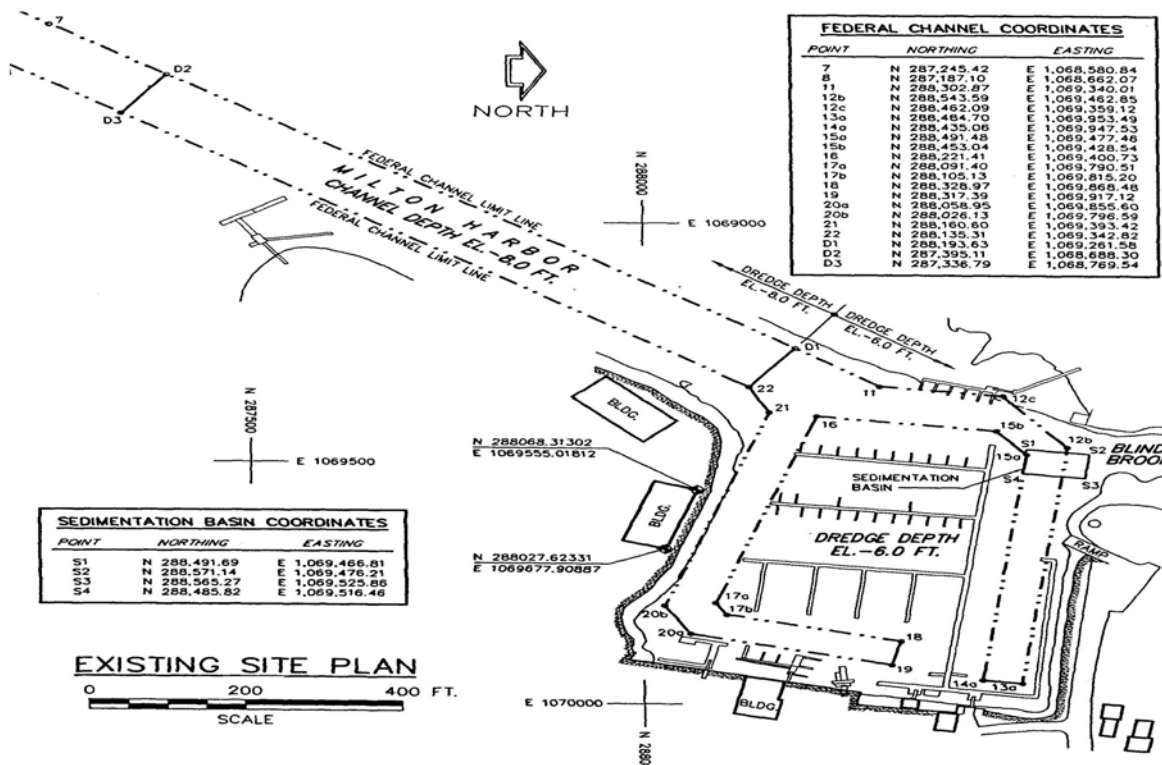 7
D2
D3
NORTH
FEDERAL CHANNEL LIMIT LINE
MILTON HARBOR
CHANNEL DEPTH EL.-8.0 FT.
FEDERAL CHANNEL LIMIT LINE
N 288000
E 1069000
FEDERAL CHANNEL COORDINATES
POINT NORTHING EASTING
7 N 287,245.42 E 1,068,580.84
8 N 287,187.10 E 1,068,662.07
11 N 288,302.87 E 1,069,340.01
12b N 288,543.59 E 1,069,462.85
12c N 288,462.09 E 1,069,359.12
13a N 288,484.70 E 1,069,953.49
14a N 288,435.06 E 1,069,947.53
15a N 288,491.48 E 1,069,477.46
15b N 288,453.04 E 1,069,428.54
16 N 288,221.41 E 1,069,400.73
17a N 288,091.40 E 1,069,790.51
17b N 288,105.13 E 1,069,815.20
18 N 288,328.97 E 1,069,868.48
19 N 288,317.39 E 1,069,917.12
20a N 288,058.95 E 1,069,855.60
20b N 288,026.13 E 1,069,796.59
21 N 288,160.60 E 1,069,393.42
22 N 288,135.31 E 1,069,342.82
D1 N 288,193.63 E 1,069,261.58
D2 N 287,395.11 E 1,068,688.30
D3 N 287,336.79 E 1,068,769.54
DREDGE DEPTH
EL.-8.0 FT.
DREDGE DEPTH
EL.-6.0 FT.
D1
22
21
11
12c
16
15b
12b
S1
S2
15a
S4
S3
BLIND
BROOK
SEDIMENTATION
BASIN
N 287500
E 1069500
BLDG.
N 288068.31302
E 1069555.01812
BLDG.
N 288027.62331
E 1069677.90887
DREDGE DEPTH
EL.-6.0 FT.
RAMP
SEDIMENTATION BASIN COORDINATES
POINT NORTHING EASTING
S1 N 288,491.69 E 1,069,466.81
S2 N 288,571.14 E 1,069,476.21
S3 N 288,565.27 E 1,069,525.86
S4 N 288,485.82 E 1,069,516.46
17a
17b
20b
20a
18
19
14a
13a
EXISTING SITE PLAN
0 200 400 FT.
SCALE
E 1070000
N 2880
BLDG.